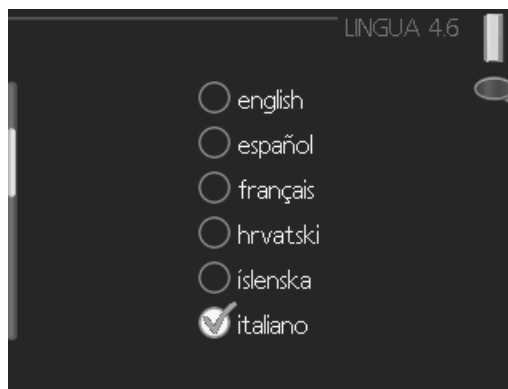 LINGUA 4.6
english
español
français
hrvatski
íslenska
italiano